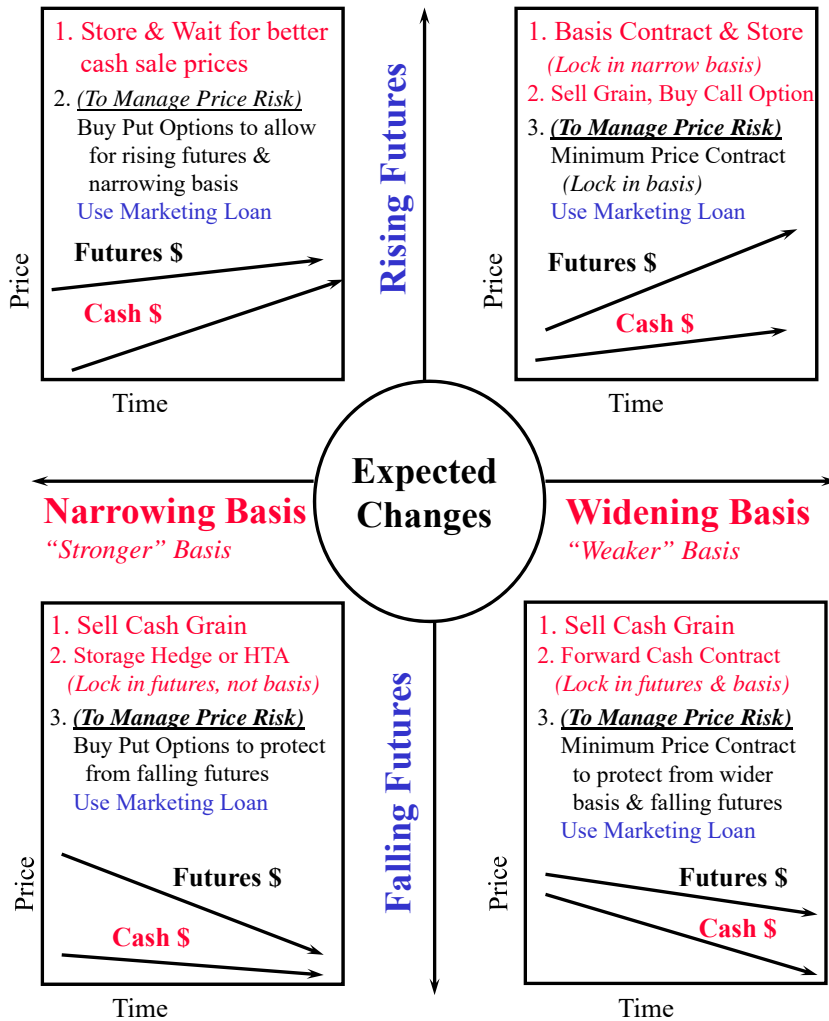 1. Store & Wait for better
cash sale prices
2. (To Manage Price Risk)
Buy Put Options to allow
for rising futures &
narrowing basis
Use Marketing Loan
Futures $
Cash $
Price
Time
Rising Futures
1. Basis Contract & Store
(Lock in narrow basis)
2. Sell Grain, Buy Call Option
3. (To Manage Price Risk)
Minimum Price Contract
(Lock in basis)
Use Marketing Loan
Futures $
Cash $
Price
Time
Narrowing Basis
“Stronger” Basis
Expected
Changes
Widening Basis
“Weaker” Basis
1. Sell Cash Grain
2. Storage Hedge or HTA
(Lock in futures, not basis)
3. (To Manage Price Risk)
Buy Put Options to protect
from falling futures
Use Marketing Loan
Futures $
Cash $
Price
Time
Falling Futures
1. Sell Cash Grain
2. Forward Cash Contract
(Lock in futures & basis)
3. (To Manage Price Risk)
Minimum Price Contract
to protect from wider
basis & falling futures
Use Marketing Loan
Futures $
Cash $
Price
Time